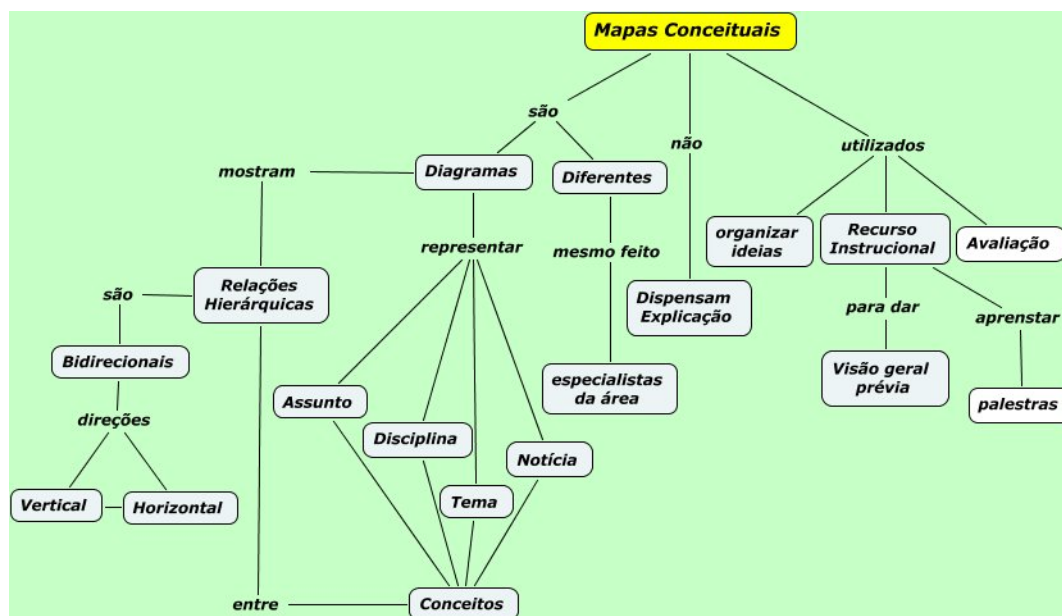 Mapas Conceituais
são
não
utilizados
mostram
Diagramas
Diferentes
organizar
ideias
Recurso
Instrucional
Avaliação
representar
mesmo feito
são
Relações
Hierárquicas
Dispensam
Explicação
para dar
aprenstar
Bidirecionais
Visão geral
prévia
Assunto
especialistas
da área
palestras
direções
Disciplina
Notícia
Vertical
Horizontal
Tema
entre
Conceitos